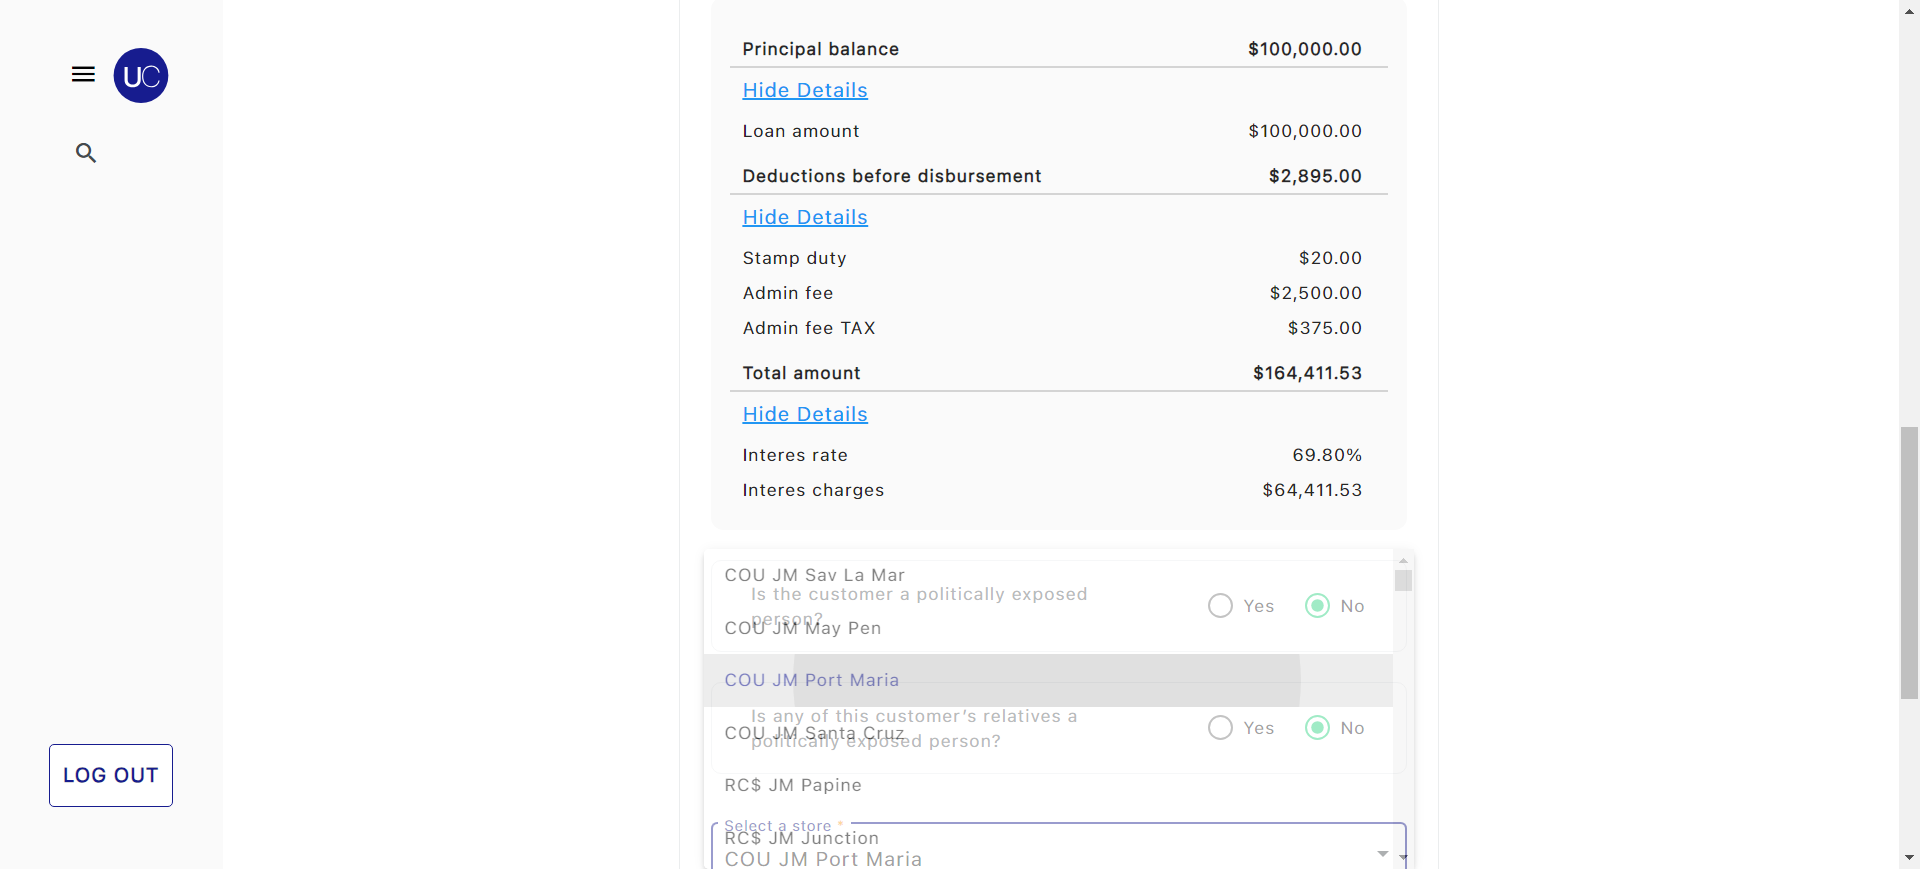 UC
LOG OUT
Principal balance $100,000.00
Hide Details
Loan amount $100,000.00
Deductions before disbursement $2,895.00
Hide Details
Stamp duty $20.00
Admin fee $2,500.00
Admin fee TAX $375.00
Total amount $164,411.53
Hide Details
Interes rate 69.80%
Interes charges $64,411.53
COU JM Sav La Mar
Is the customer a politically exposed
person?
Yes No
COU JM May Pen
COU JM Port Maria
Is any of this customer's relatives a
politically exposed person?
Yes No
COU JM Santa Cruz
RC$ JM Papine
Select a store *
RC$ JM Junction
COU JM Port Maria